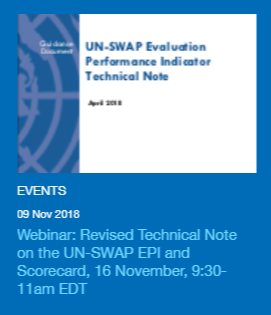 Guidance
Document
UN-SWAP Evaluation
Performance Indicator
Technical Note
April 2018
EVENTS
09 Nov 2018
Webinar: Revised Technical Note
on the UN-SWAP EPI and
Scorecard, 16 November, 9:30-
11am EDT